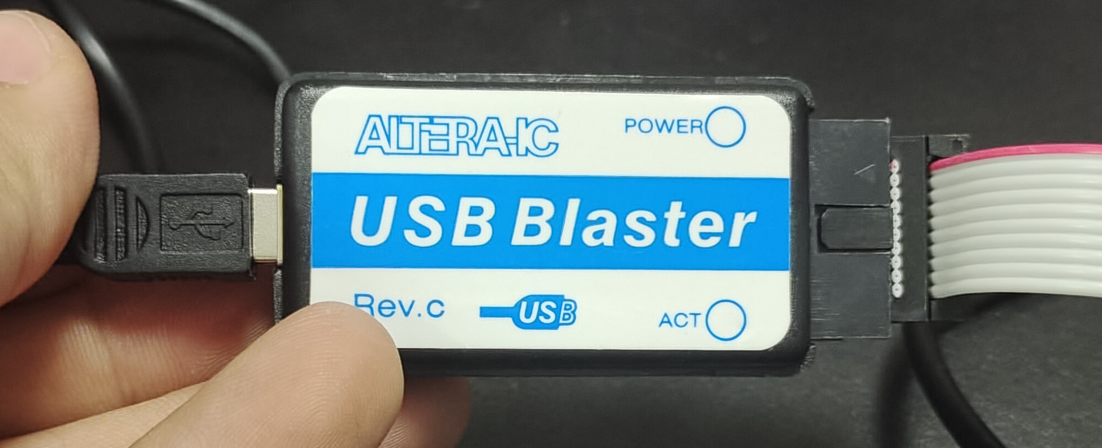 ALTERA-IC
POWER
USB Blaster
Rev.c
USB
ACT